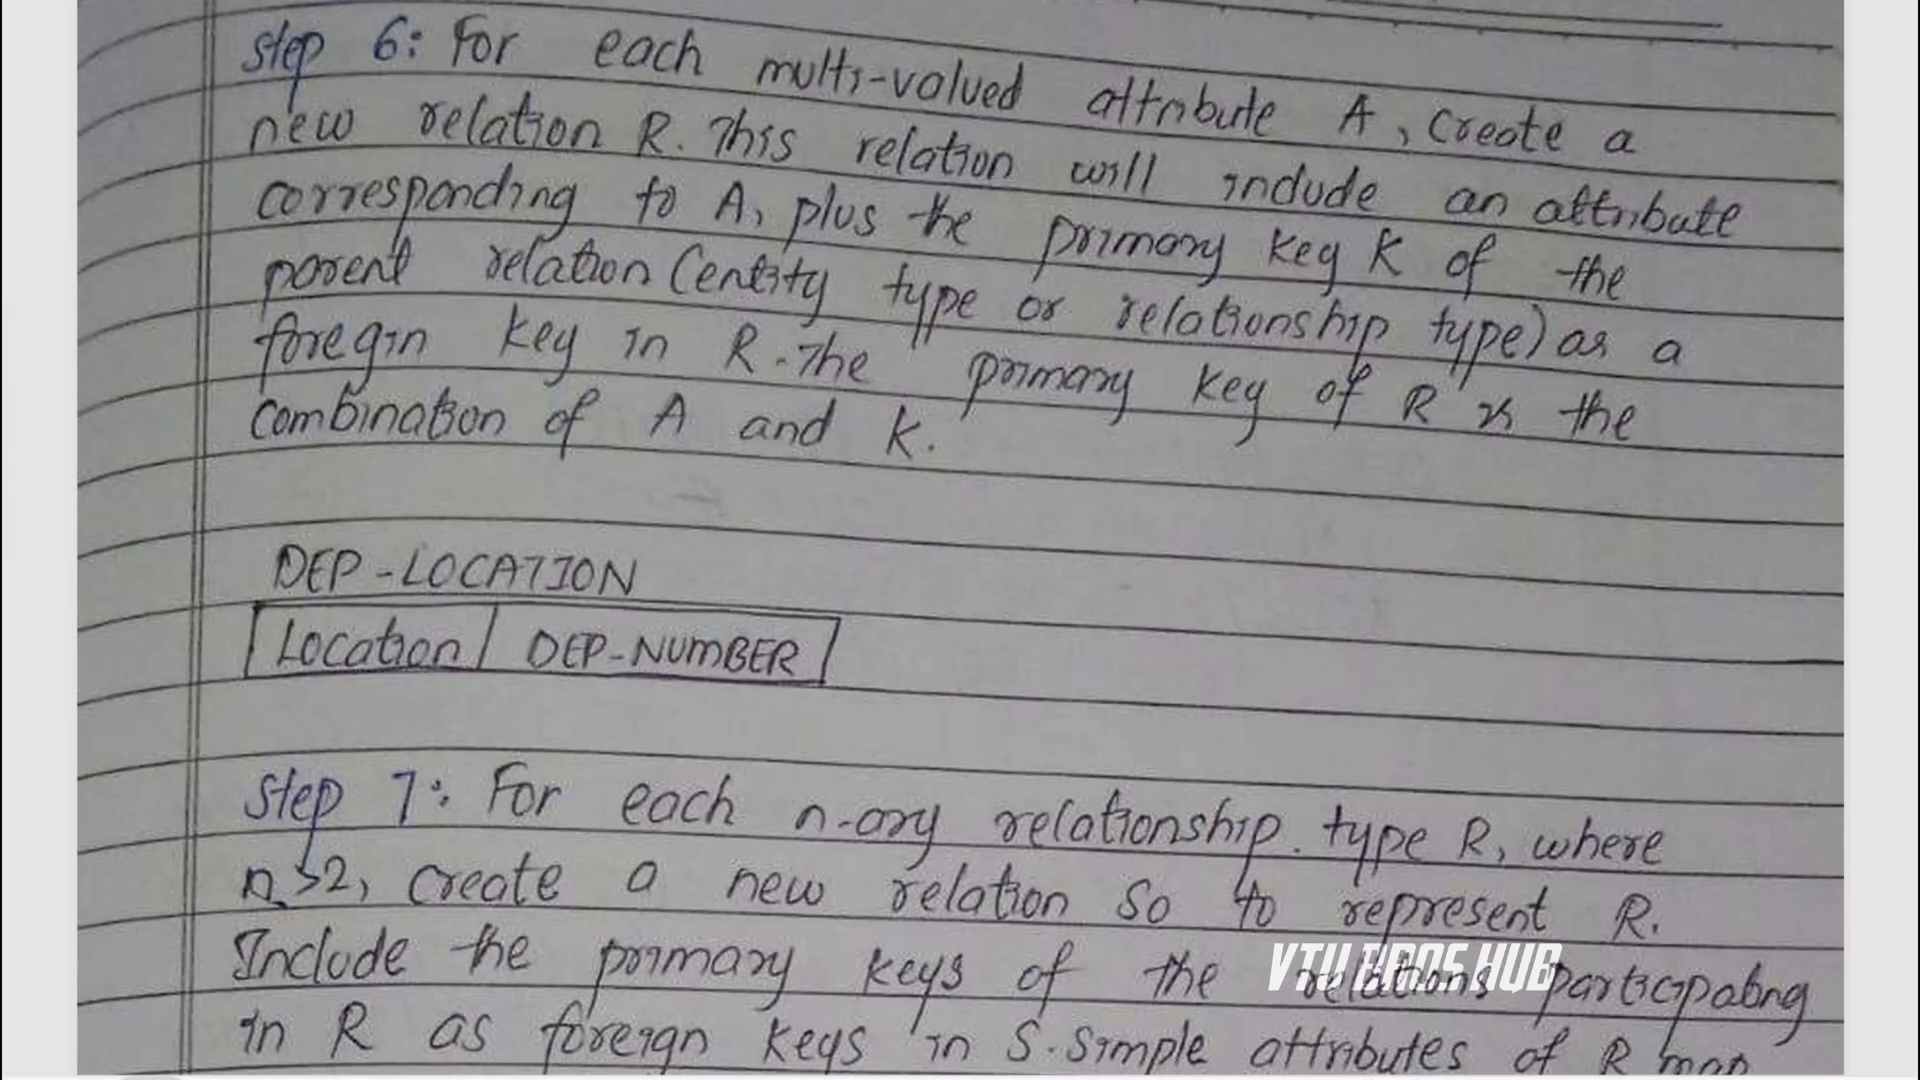 Step 6: For each multi-valued attribute A, Create a
new relation R. This relation will include an attribute
corresponding to A, plus the primary key K of the
parent relation (entity type or relationship type) as a
foregin key in R. The primary key of R is the
combination of A and K.
DEP-LOCATION
Location DEP-NUMBER
Step 7: For each n-ary relationship type R, where
n>2, create a new relation So to represent R.
Include the primary keys of the relations participating
in R as foreign keys in S. Simple attributes of R map
VTU BROS HUB